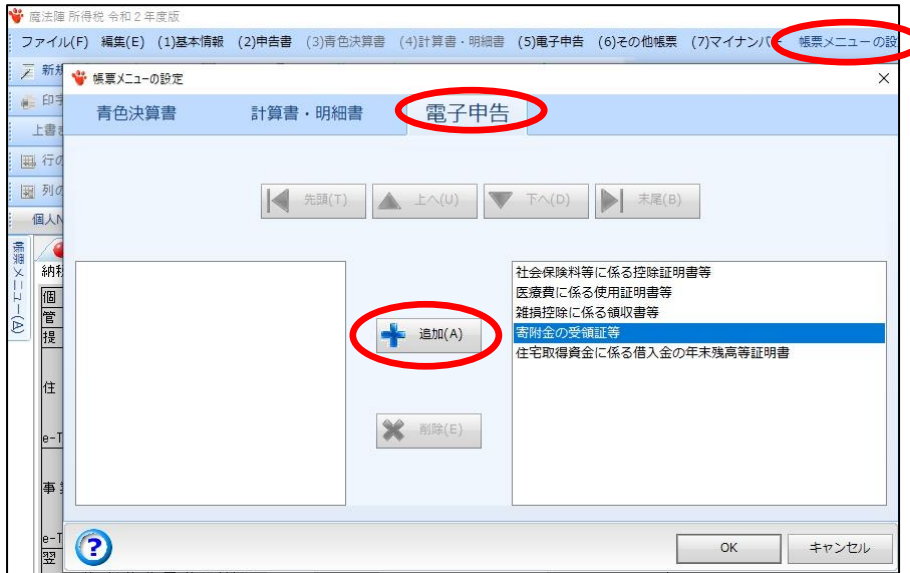 魔法陣 所得税 令和2年度版
ファイル(F) 編集(E) (1)基本情報 (2)申告書 (3)青色決算書 (4)計算書・明細書 (5)電子申告 (6)その他帳票 (7)マイナンバー 帳票メニューの設
新規
帳票メニューの設定
印字
青色決算書 計算書・明細書 電子申告
上書き
行の
先頭(T) 上へ(U) 下へ(D) 末尾(B)
列の
個人N
帳票メニュー(A)
納税
社会保険料等に係る控除証明書等
個
医療費に係る使用証明書等
管
雑損控除に係る領収書等
提
追加(A)
寄附金の受領証等
住宅取得資金に係る借入金の年末残高等証明書
住
削除(E)
e-T
事業
e-T
翌
OK キャンセル